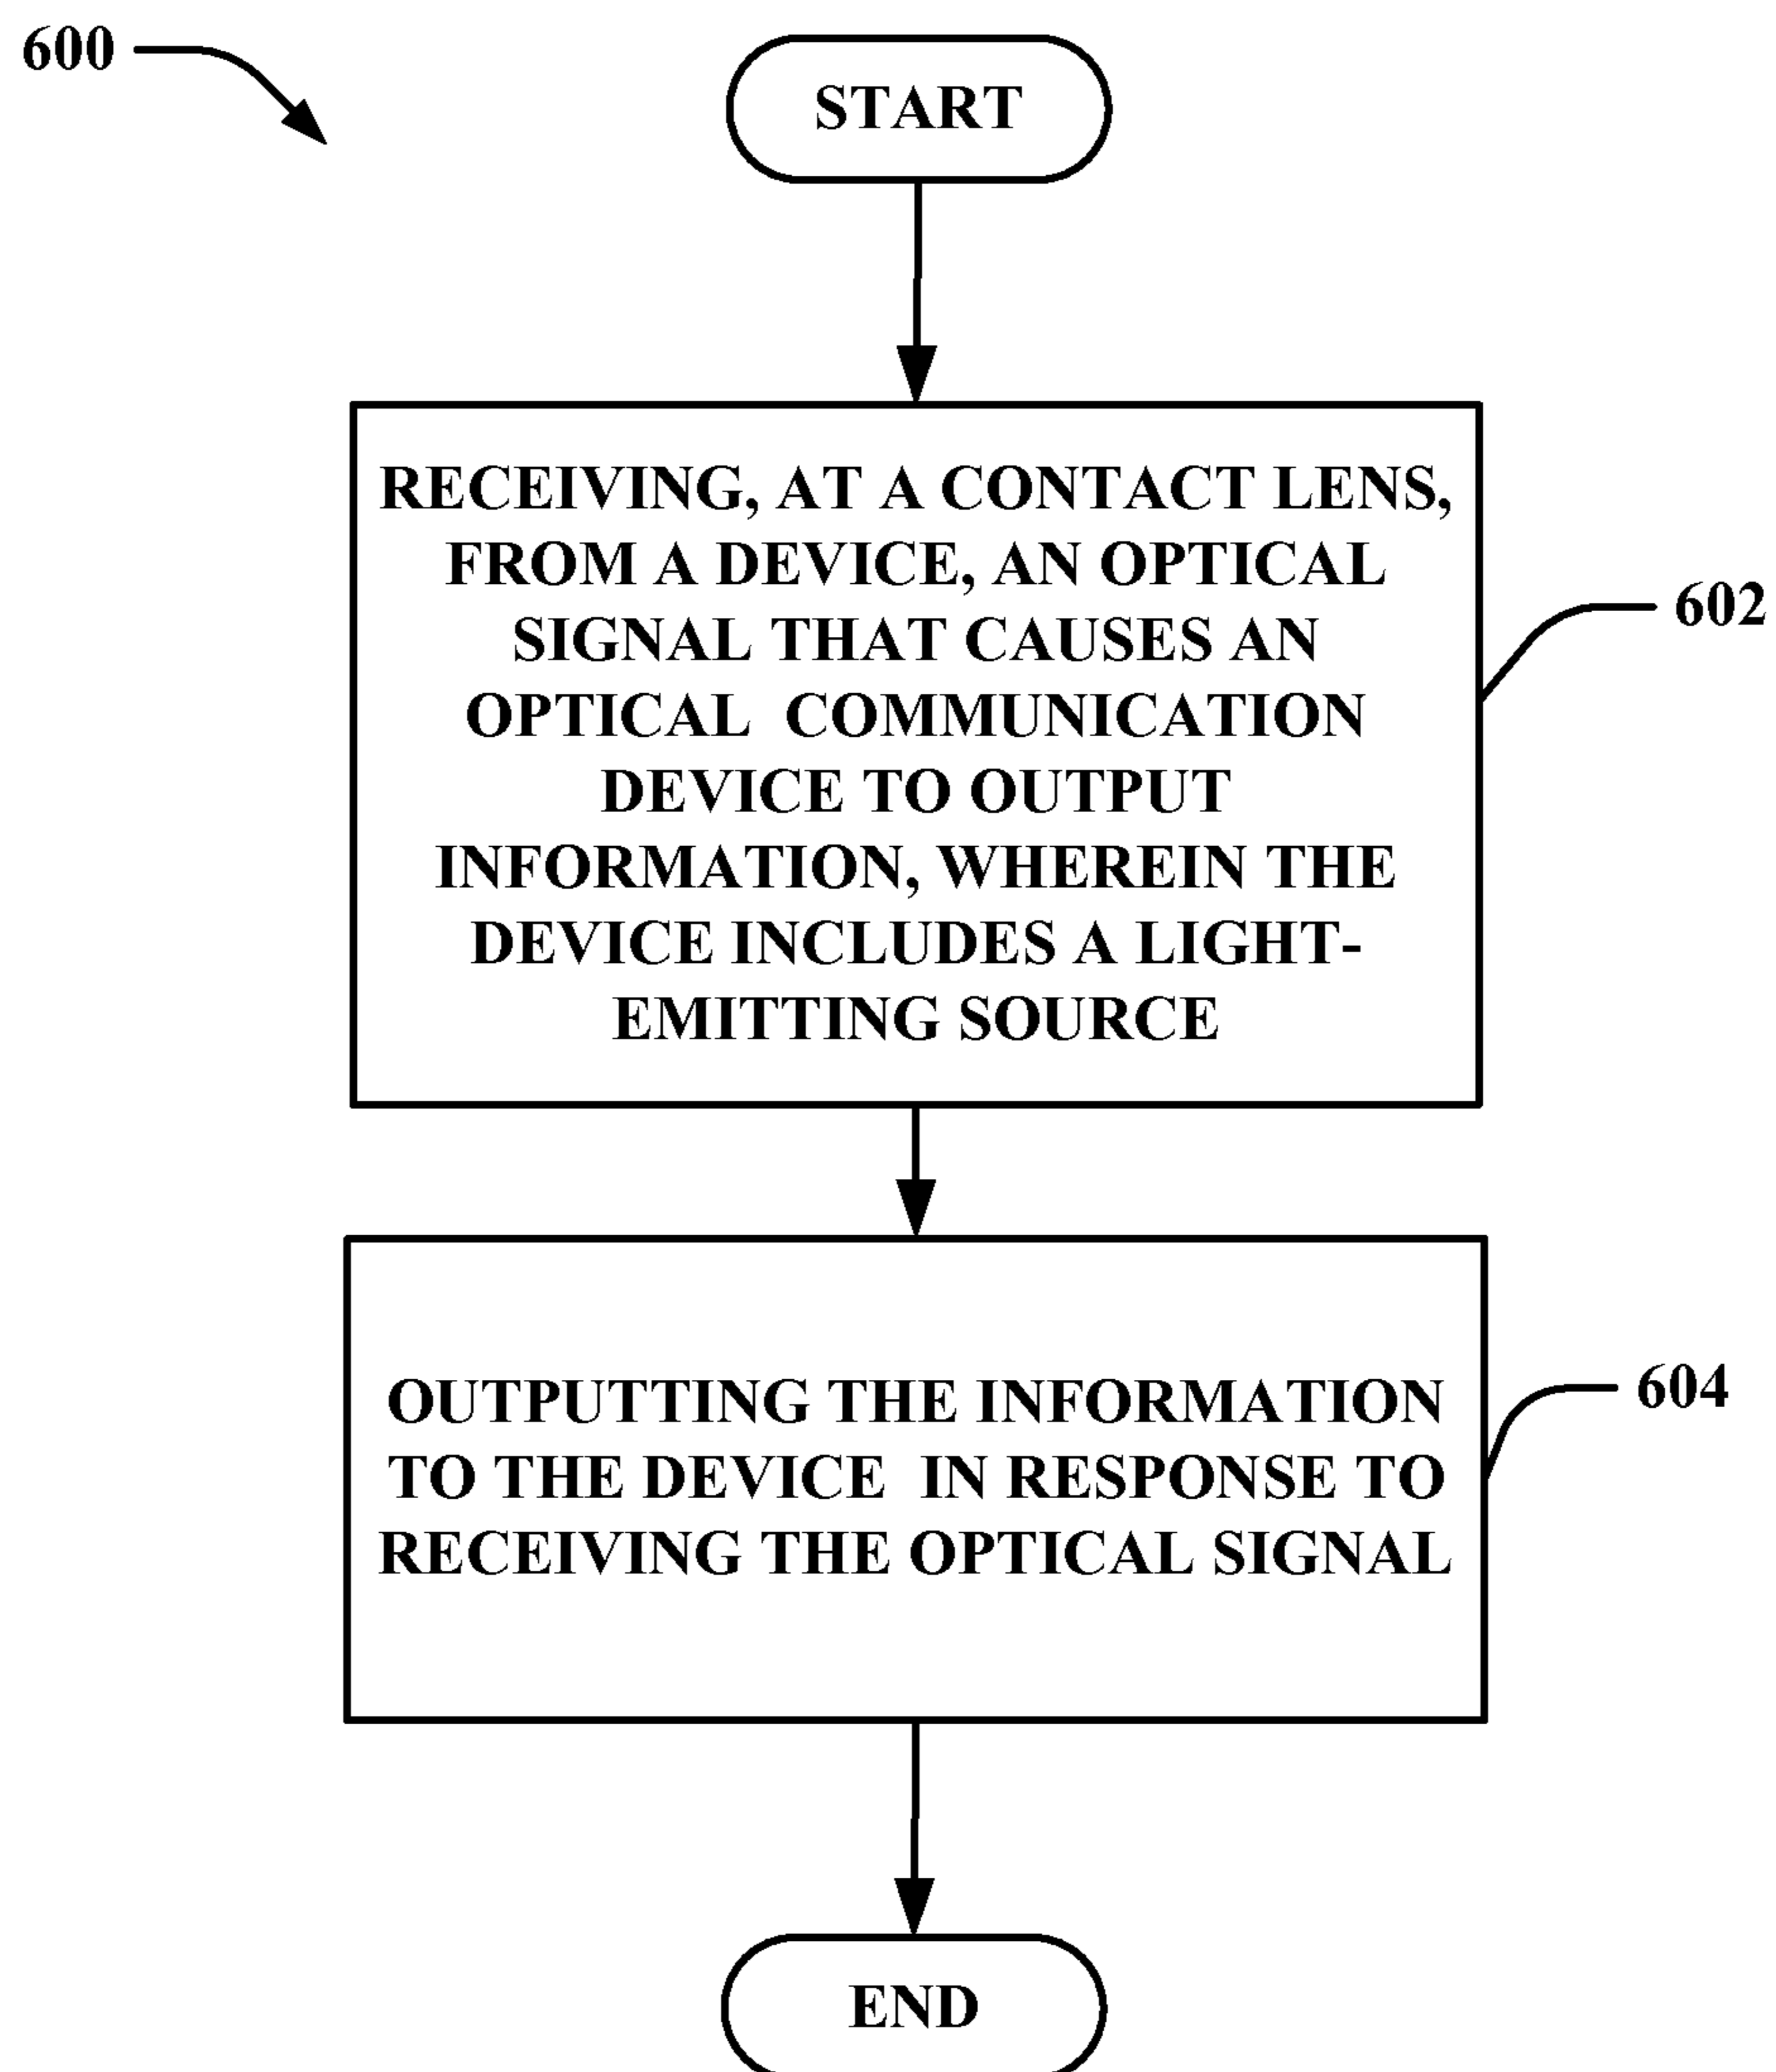 600
START
RECEIVING, AT A CONTACT LENS,
FROM A DEVICE, AN OPTICAL
SIGNAL THAT CAUSES AN
OPTICAL COMMUNICATION
DEVICE TO OUTPUT
INFORMATION, WHEREIN THE
DEVICE INCLUDES A LIGHT-
EMITTING SOURCE
602
OUTPUTTING THE INFORMATION
TO THE DEVICE IN RESPONSE TO
RECEIVING THE OPTICAL SIGNAL
604
END